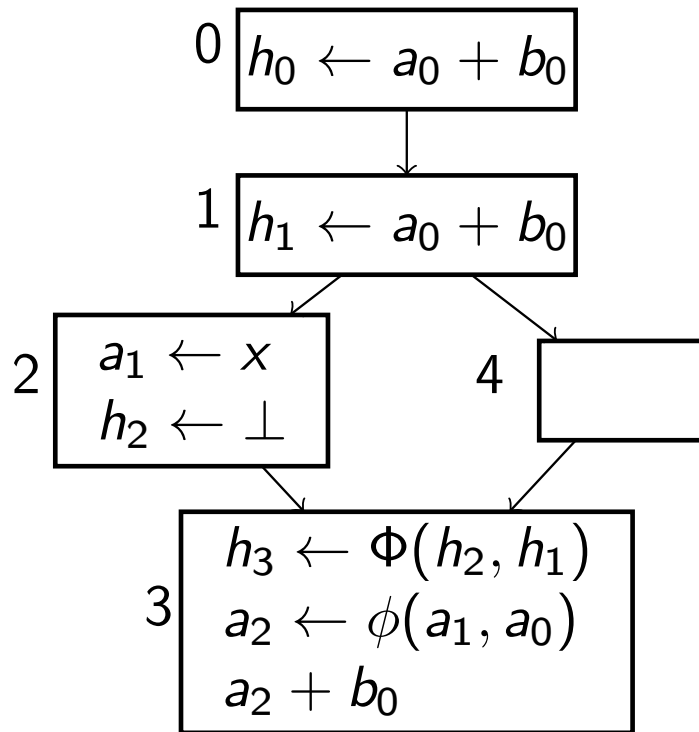 0
h₀ ← a₀ + b₀
1
h₁ ← a₀ + b₀
2
a₁ ← x
h₂ ← ⊥
4
3
h₃ ← Φ(h₂, h₁)
a₂ ← ϕ(a₁, a₀)
a₂ + b₀